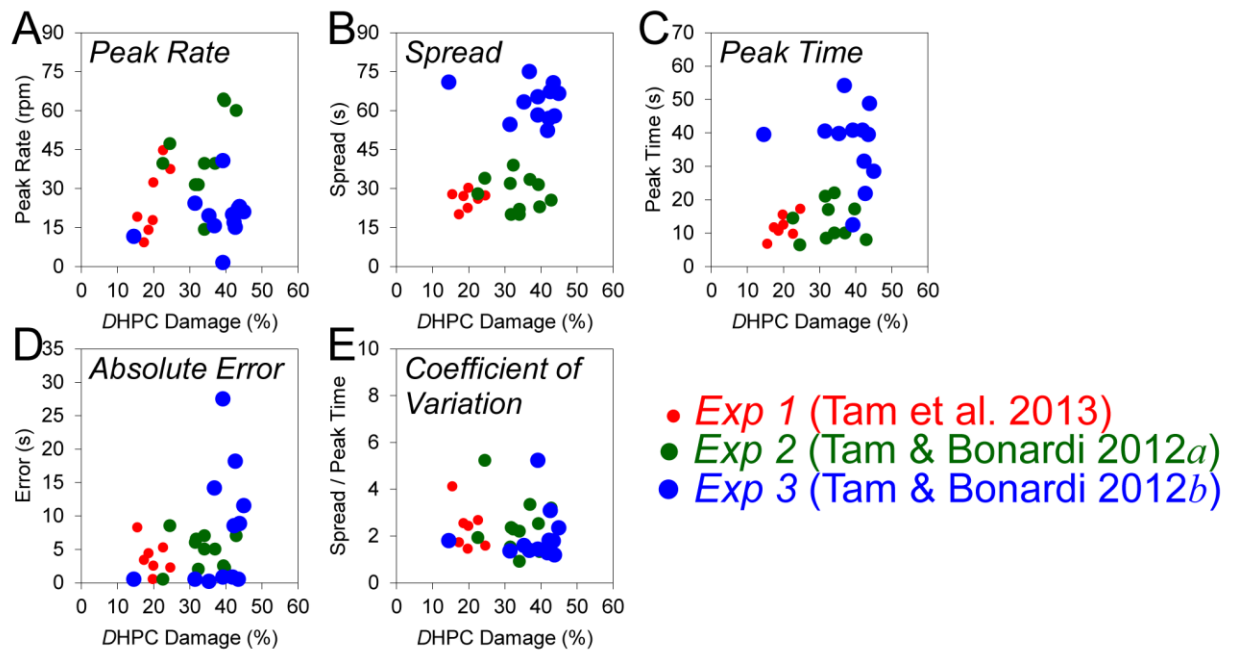 A
Peak Rate
Peak Rate (rpm)
90
75
60
45
30
15
0
0 10 20 30 40 50 60
DHPC Damage (%)
B
Spread
Spread (s)
90
75
60
45
30
15
0
0 10 20 30 40 50 60
DHPC Damage (%)
C
Peak Time
Peak Time (s)
70
60
50
40
30
20
10
0
0 10 20 30 40 50 60
DHPC Damage (%)
D
Absolute Error
Error (s)
35
30
25
20
15
10
5
0
0 10 20 30 40 50 60
DHPC Damage (%)
E
Coefficient of
Variation
Spread / Peak Time
10
8
6
4
2
0
0 10 20 30 40 50 60
DHPC Damage (%)
Exp 1 (Tam et al. 2013)
Exp 2 (Tam & Bonardi 2012a)
Exp 3 (Tam & Bonardi 2012b)